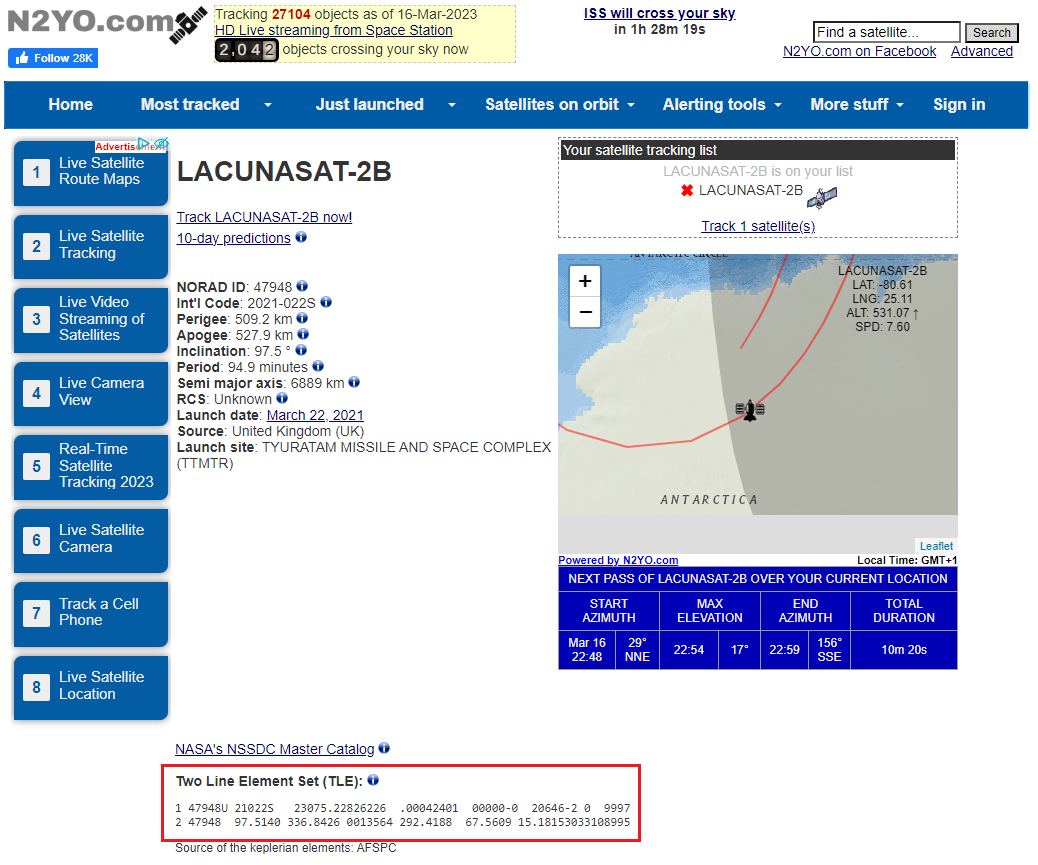 N2YO.com
Follow 28K
Tracking 27104 objects as of 16-Mar-2023
HD Live streaming from Space Station
2,042 objects crossing your sky now
ISS will cross your sky
in 1h 28m 19s
Find a satellite... Search
N2YO.com on Facebook Advanced
Home Most tracked Just launched Satellites on orbit Alerting tools More stuff Sign in
Advertisement
1 Live Satellite
Route Maps
2 Live Satellite
Tracking
3 Live Video
Streaming of
Satellites
4 Live Camera
View
5 Real-Time
Satellite
Tracking 2023
6 Live Satellite
Camera
7 Track a Cell
Phone
8 Live Satellite
Location
LACUNASAT-2B
Track LACUNASAT-2B now!
10-day predictions
NORAD ID: 47948
Int'l Code: 2021-022S
Perigee: 509.2 km
Apogee: 527.9 km
Inclination: 97.5 °
Period: 94.9 minutes
Semi major axis: 6889 km
RCS: Unknown
Launch date: March 22, 2021
Source: United Kingdom (UK)
Launch site: TYURATAM MISSILE AND SPACE COMPLEX
(TTMTR)
Your satellite tracking list
LACUNASAT-2B is on your list
LACUNASAT-2B
Track 1 satellite(s)
ANTARCTIC CIRCLE
+
−
LACUNASAT-2B
LAT: -80.61
LNG: 25.11
ALT: 531.07 ↑
SPD: 7.60
ANTARCTICA
Leaflet
Powered by N2YO.com Local Time: GMT+1
NEXT PASS OF LACUNASAT-2B OVER YOUR CURRENT LOCATION
START MAX END TOTAL
AZIMUTH ELEVATION AZIMUTH DURATION
Mar 16 29° 22:54 17° 22:59 156° 10m 20s
22:48 NNE SSE
NASA's NSSDC Master Catalog
Two Line Element Set (TLE):
1 47948U 21022S   23075.22826226  .00042401  00000-0  20646-2 0  9997
2 47948  97.5140 336.8426 0013564 292.4188  67.5609 15.18153033108995
Source of the keplerian elements: AFSPC